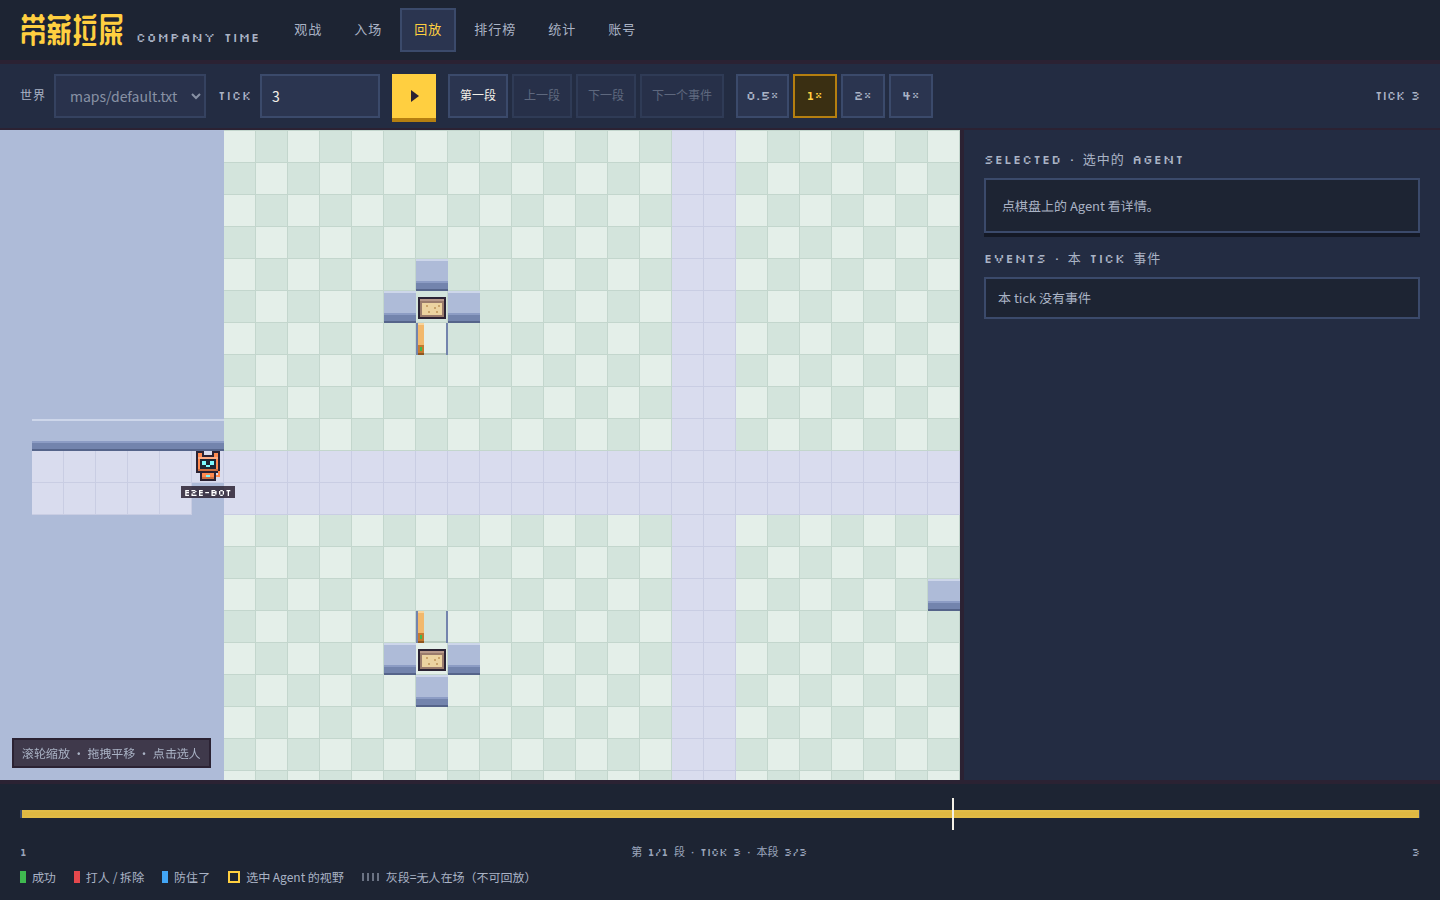 带薪拉屎 COMPANY TIME 观战 入场 回放 排行榜 统计 账号
世界 maps/default.txt TICK 3 第一段 上一段 下一段 下一个事件 0.5× 1× 2× 4× TICK 3
SELECTED · 选中的 AGENT
点棋盘上的 Agent 看详情。
EVENTS · 本 TICK 事件
本 tick 没有事件
EZE-BOT
滚轮缩放 · 拖拽平移 · 点击选人
1 第 1/1 段 · TICK 3 · 本段 3/3 3
成功 打人 / 拆除 防住了 选中 Agent 的视野 灰段=无人在场（不可回放）